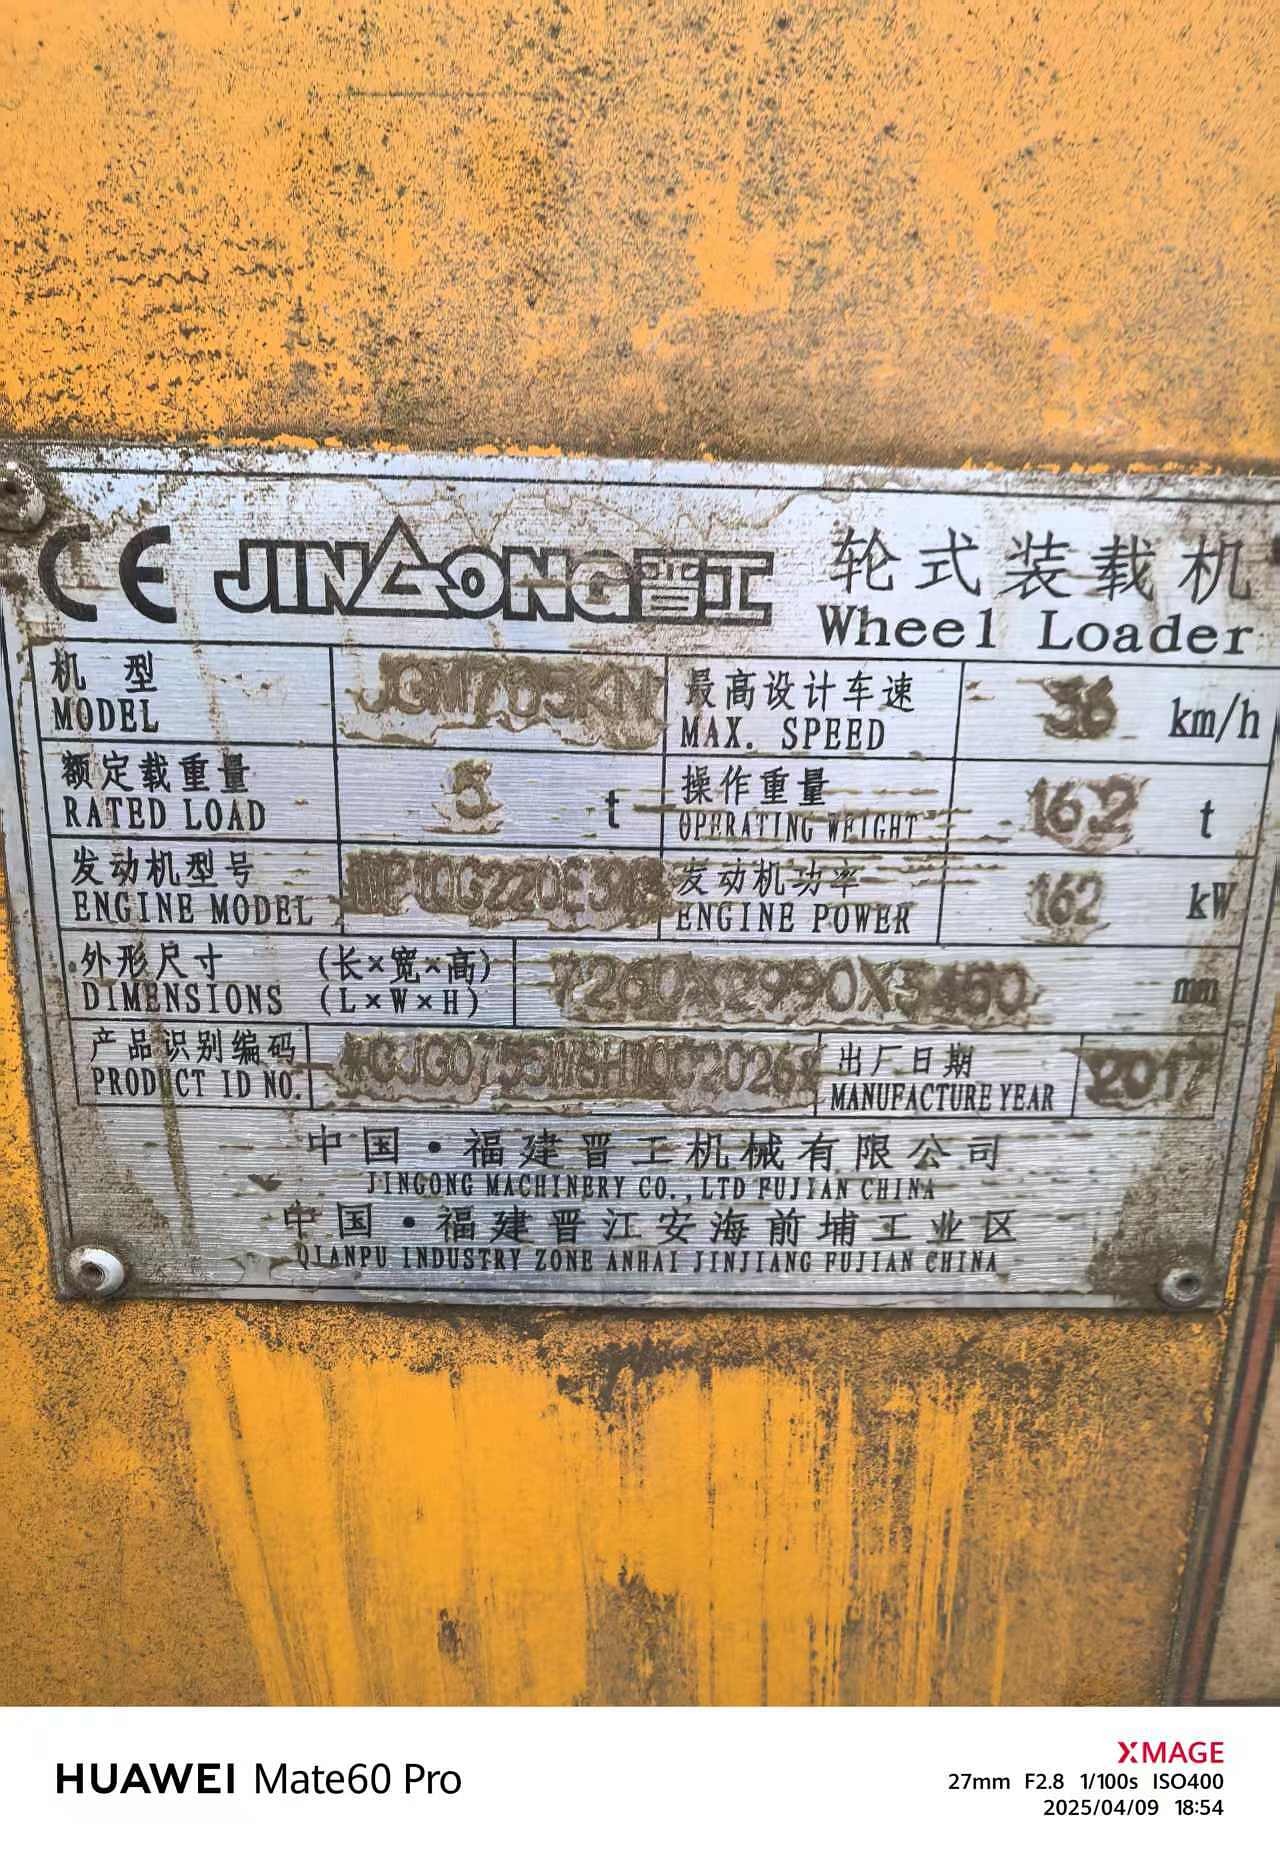 CE JINGONG晋工 轮式装载机
Wheel Loader
机 型 最高设计车速 36 km/h
MODEL MAX. SPEED
额定载重量 5 t 操作重量 t
RATED LOAD OPERATING WEIGHT
发动机型号 发动机功率 162 kW
ENGINE MODEL ENGINE POWER
外形尺寸 (长×宽×高) mm
DIMENSIONS (L×W×H)
产品识别编码 出厂日期 2017
PRODUCT ID NO. MANUFACTURE YEAR
中国·福建晋工机械有限公司
JINGONG MACHINERY CO.,LTD FUJIAN CHINA
中国·福建晋江安海前埔工业区
QIANPU INDUSTRY ZONE ANHAI JINJIANG FUJIAN CHINA
HUAWEI Mate60 Pro
XMAGE
27mm F2.8 1/100s ISO400
2025/04/09 18:54